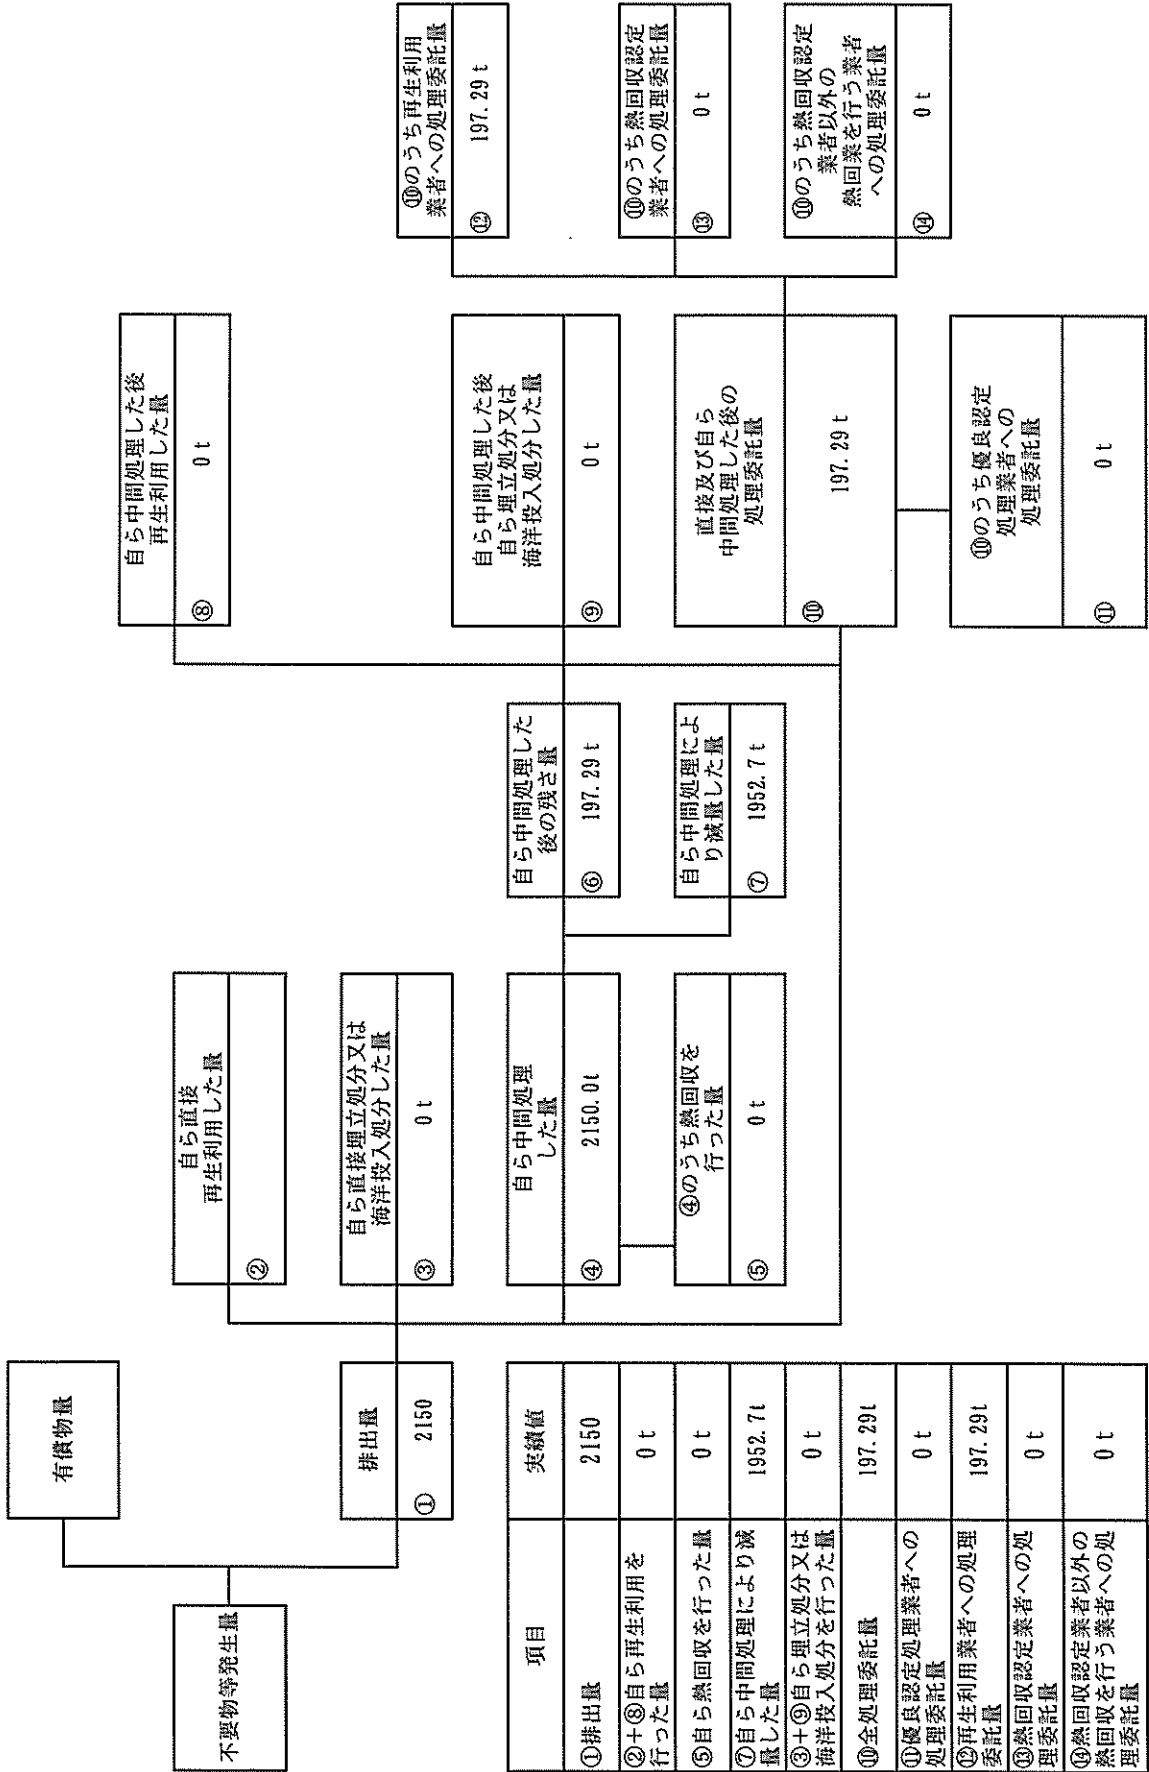 有償物量
不要物等発生量
排出量
① 2150
自ら直接
再生利用した量
②
自ら直接埋立処分又は
海洋投入処分した量
③ 0 t
自ら中間処理
した量
④ 2150.0t
④のうち熱回収を
行った量
⑤ 0 t
自ら中間処理した
後の残さ量
⑥ 197.29 t
自ら中間処理によ
り減量した量
⑦ 1952.7 t
自ら中間処理した後
再生利用した量
⑧ 0 t
自ら中間処理した後
自ら埋立処分又は
海洋投入処分した量
⑨ 0 t
直接及び自ら
中間処理した後の
処理委託量
⑩ 197.29 t
⑩のうち優良認定
処理業者への
処理委託量
⑪ 0 t
⑩のうち再生利用
業者への処理委託量
⑫ 197.29 t
⑩のうち熱回収認定
業者への処理委託量
⑬ 0 t
⑩のうち熱回収認定
業者以外の
熱回業を行う業者
への処理委託量
⑭ 0 t
項目 実績値
①排出量 2150
②+⑧自ら再生利用を
行った量 0 t
⑤自ら熱回収を行った量 0 t
⑦自ら中間処理により減
量した量 1952.7t
③+⑨自ら埋立処分又は
海洋投入処分を行った量 0 t
⑩全処理委託量 197.29t
⑪優良認定処理業者への
処理委託量 0 t
⑫再生利用業者への処理
委託量 197.29t
⑬熱回収認定業者への処
理委託量 0 t
⑭熱回収認定業者以外の
熱回収を行う業者への処
理委託量 0 t